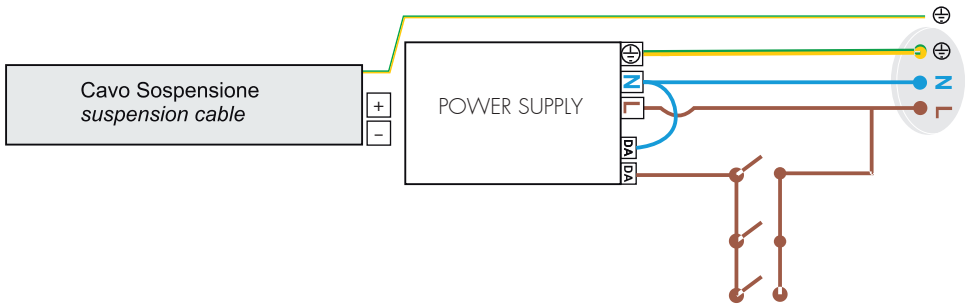 Cavo Sospensione
suspension cable
+
−
POWER SUPPLY
N
L
DA
DA
N
L